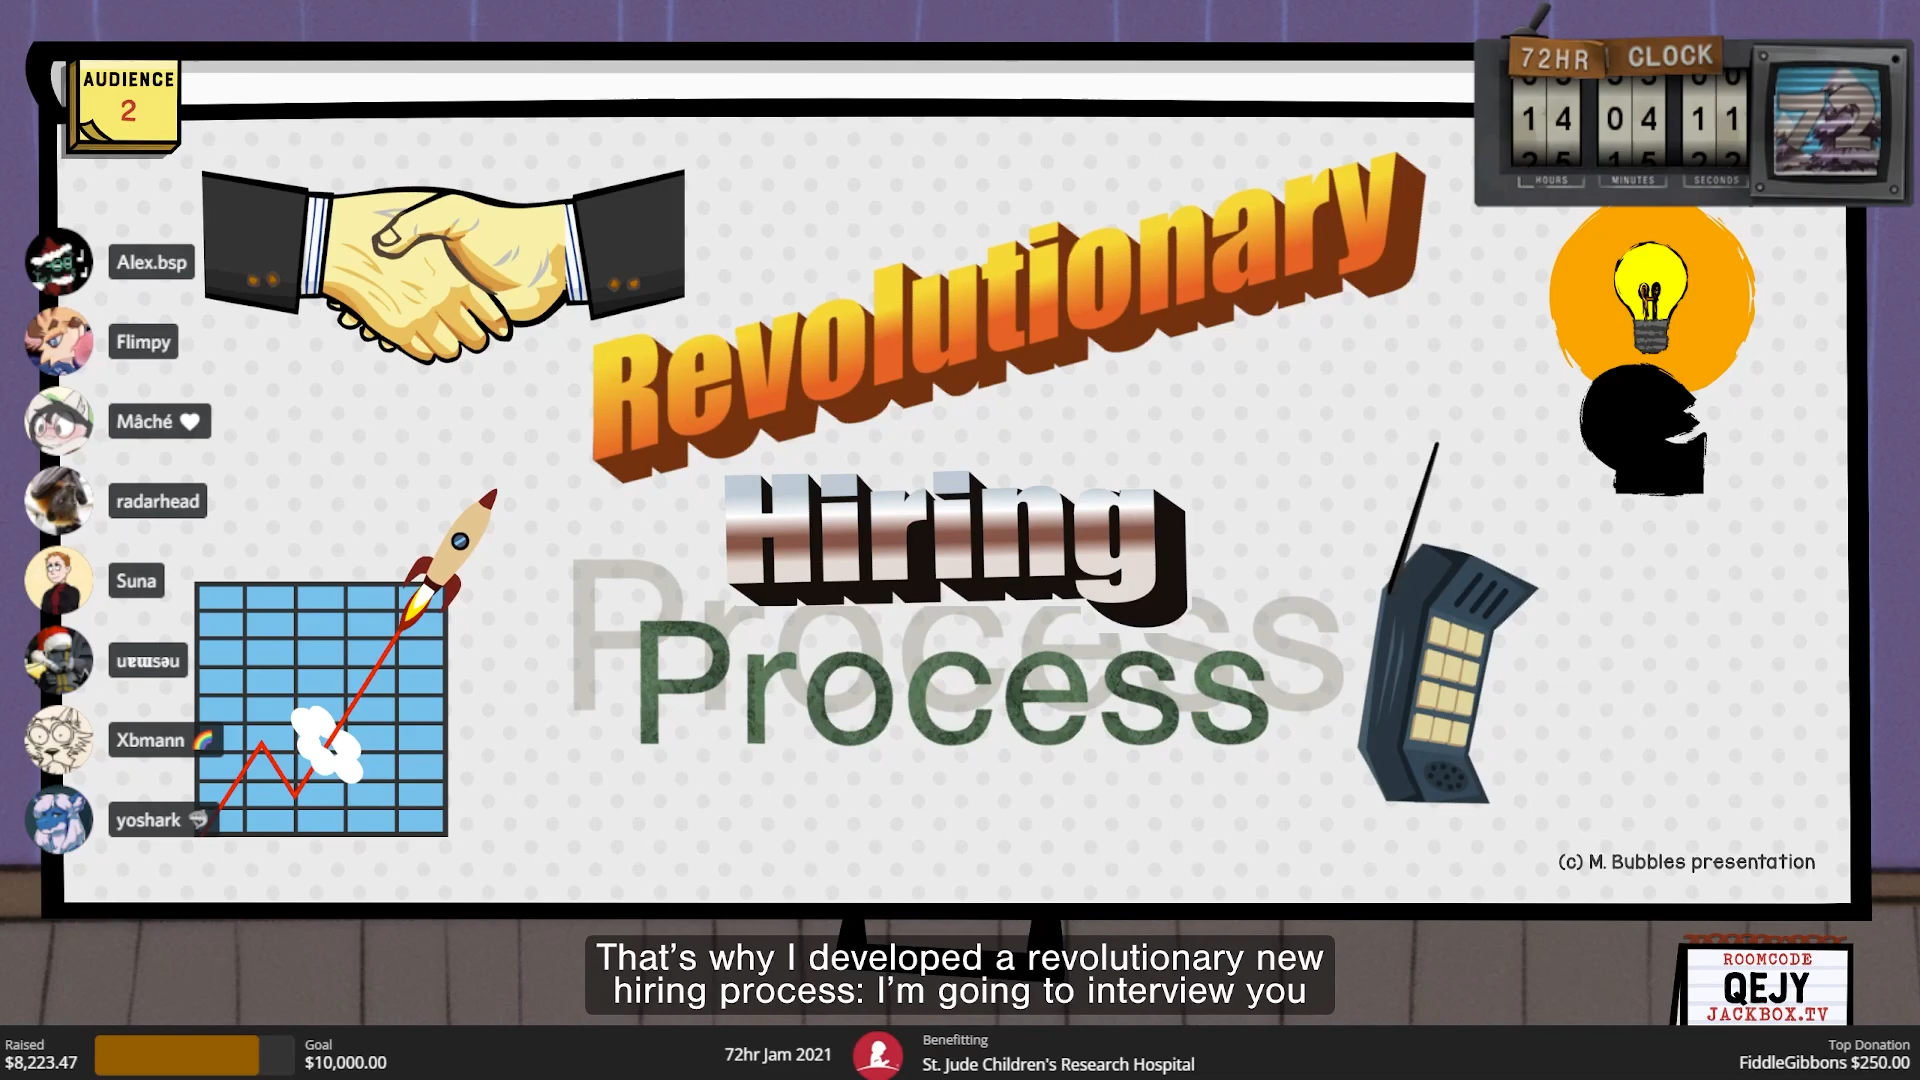 AUDIENCE
2
72HR CLOCK
14 04 11
HOURS MINUTES SECONDS
72
Revolutionary
Hiring
Process
Alex.bsp
Flimpy
Mâché
radarhead
Suna
Xbmann
yoshark
(c) M. Bubbles presentation
That's why I developed a revolutionary new
hiring process: I'm going to interview you
ROOMCODE
QEJY
JACKBOX.TV
Raised
$8,223.47
Goal
$10,000.00
72hr Jam 2021
Benefitting
St. Jude Children's Research Hospital
Top Donation
FiddleGibbons $250.00